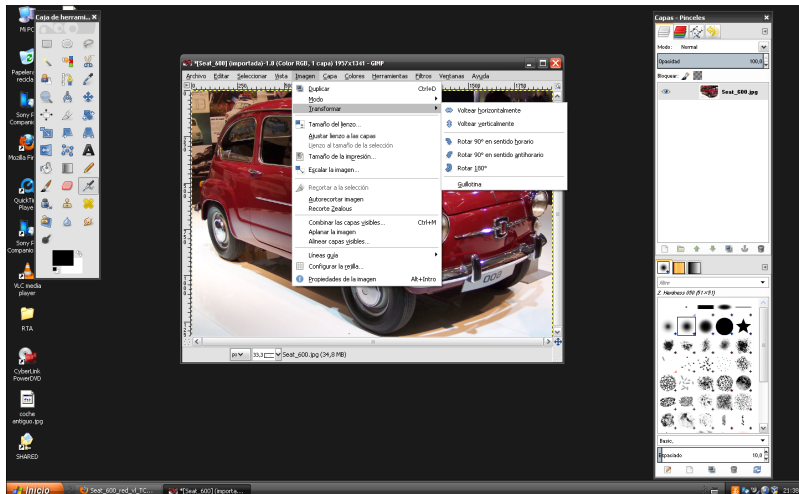 Mi PC
Papelera
recicla
Sony P
Companio
Mozilla Fir
QuickTi
Playe
Sony P
Companio
VLC media
player
RTA
CyberLink
PowerDVD
coche
antiguo.jpg
SHARED
Caja de herrami...
*[Seat_600] (importada)-1.0 (Color RGB, 1 capa) 1957x1341 - GIMP
Archivo Editar Seleccionar Vista Imagen Capa Colores Herramientas Filtros Ventanas Ayuda
Duplicar Ctrl+D
Modo
Transformar
Tamaño del lienzo...
Ajustar lienzo a las capas
Lienzo al tamaño de la selección
Tamaño de la impresión...
Escalar la imagen...
Recortar a la selección
Autorecortar imagen
Recorte Zealous
Combinar las capas visibles... Ctrl+M
Aplanar la imagen
Alinear capas visibles...
Líneas guía
Configurar la rejilla...
Propiedades de la imagen Alt+Intro
Voltear horizontalmente
Voltear verticalmente
Rotar 90° en sentido horario
Rotar 90° en sentido antihorario
Rotar 180°
Guillotina
px 33,3 Seat_600.jpg (34,8 MB)
Capas - Pinceles
Modo: Normal
Opacidad 100,0
Bloquear:
Seat_600.jpg
filtro
2. Hardness 050 (51 × 51)
Basic,
Espaciado 10,0
Inicio
Seat_600_red_vl_TC...
*[Seat_600] (importa...
21:38